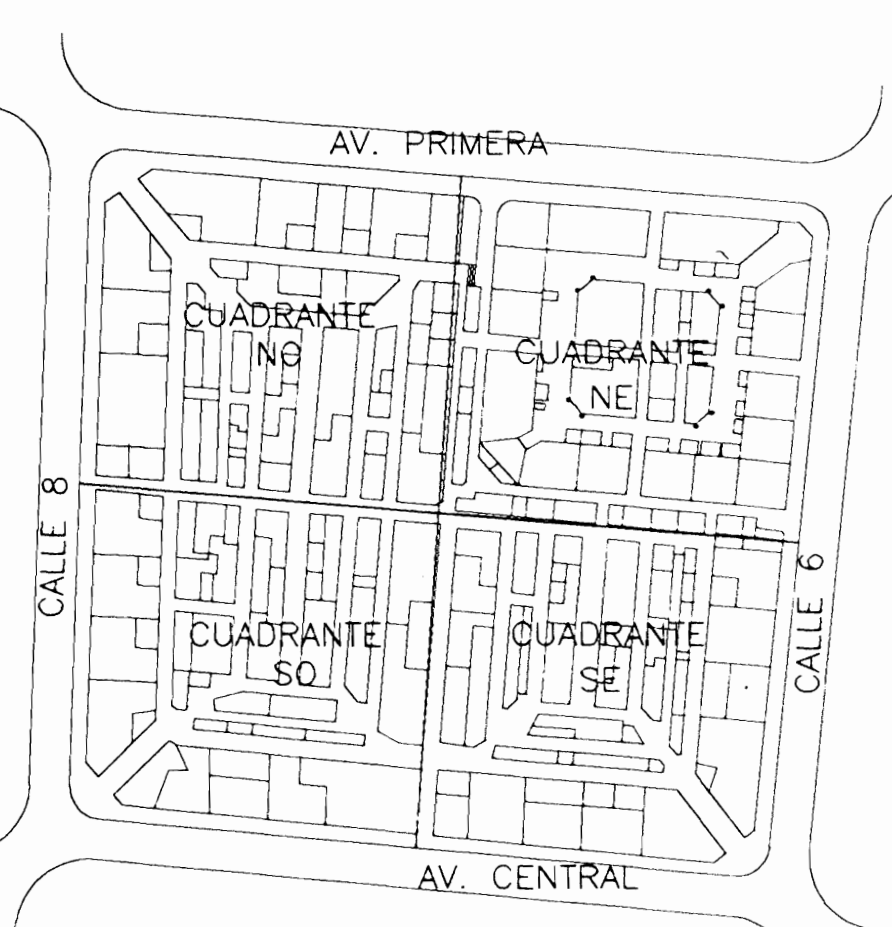 AV. PRIMERA
CUADRANTE
NO
CUADRANTE
NE
CALLE 8
CALLE 6
CUADRANTE
SO
CUADRANTE
SE
AV. CENTRAL